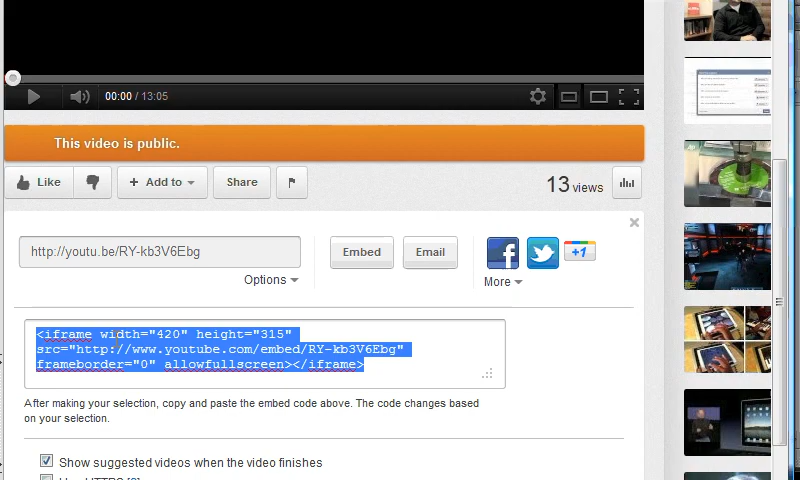 00:00 / 13:05
This video is public.
Like
+ Add to
Share
13 views
http://youtu.be/RY-kb3V6Ebg
Embed
Email
f
+1
Options
More
<iframe width="420" height="315"
src="http://www.youtube.com/embed/RY-kb3V6Ebg"
frameborder="0" allowfullscreen></iframe>
After making your selection, copy and paste the embed code above. The code changes based
on your selection.
Show suggested videos when the video finishes